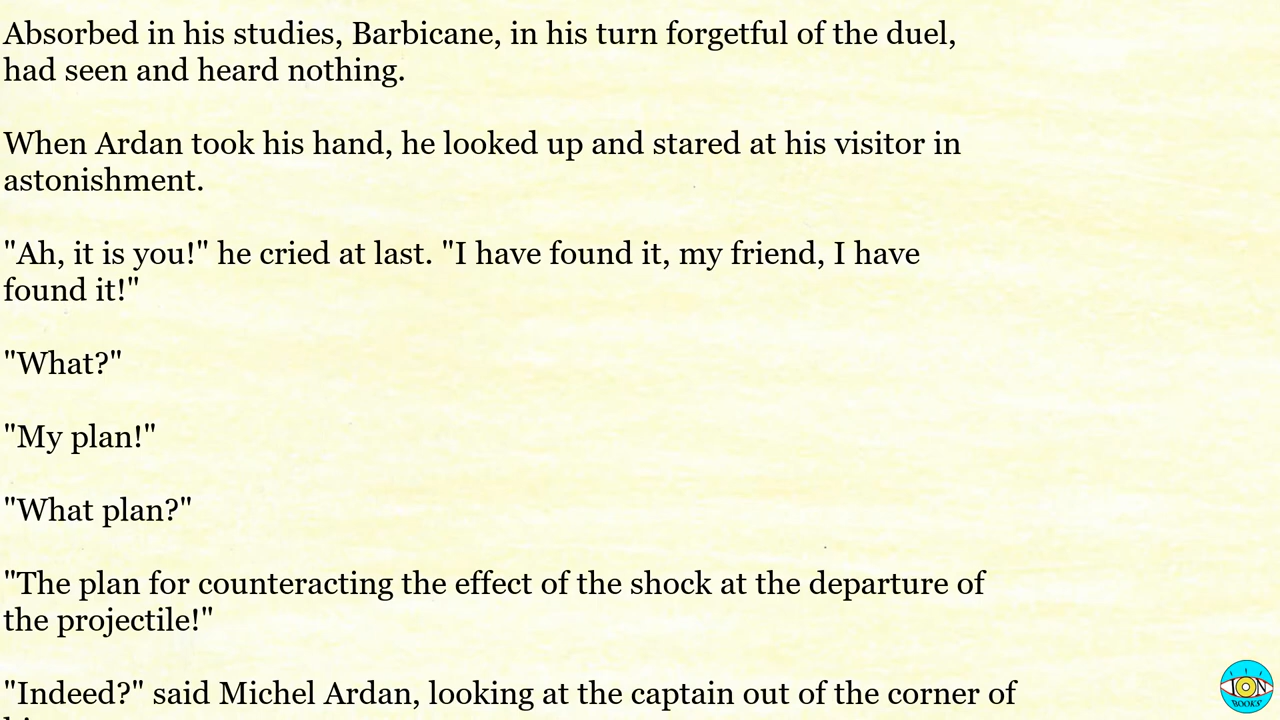 Absorbed in his studies, Barbicane, in his turn forgetful of the duel,
had seen and heard nothing.
When Ardan took his hand, he looked up and stared at his visitor in
astonishment.
"Ah, it is you!" he cried at last. "I have found it, my friend, I have
found it!"
"What?"
"My plan!"
"What plan?"
"The plan for counteracting the effect of the shock at the departure of
the projectile!"
"Indeed?" said Michel Ardan, looking at the captain out of the corner of
ION
BOOKS